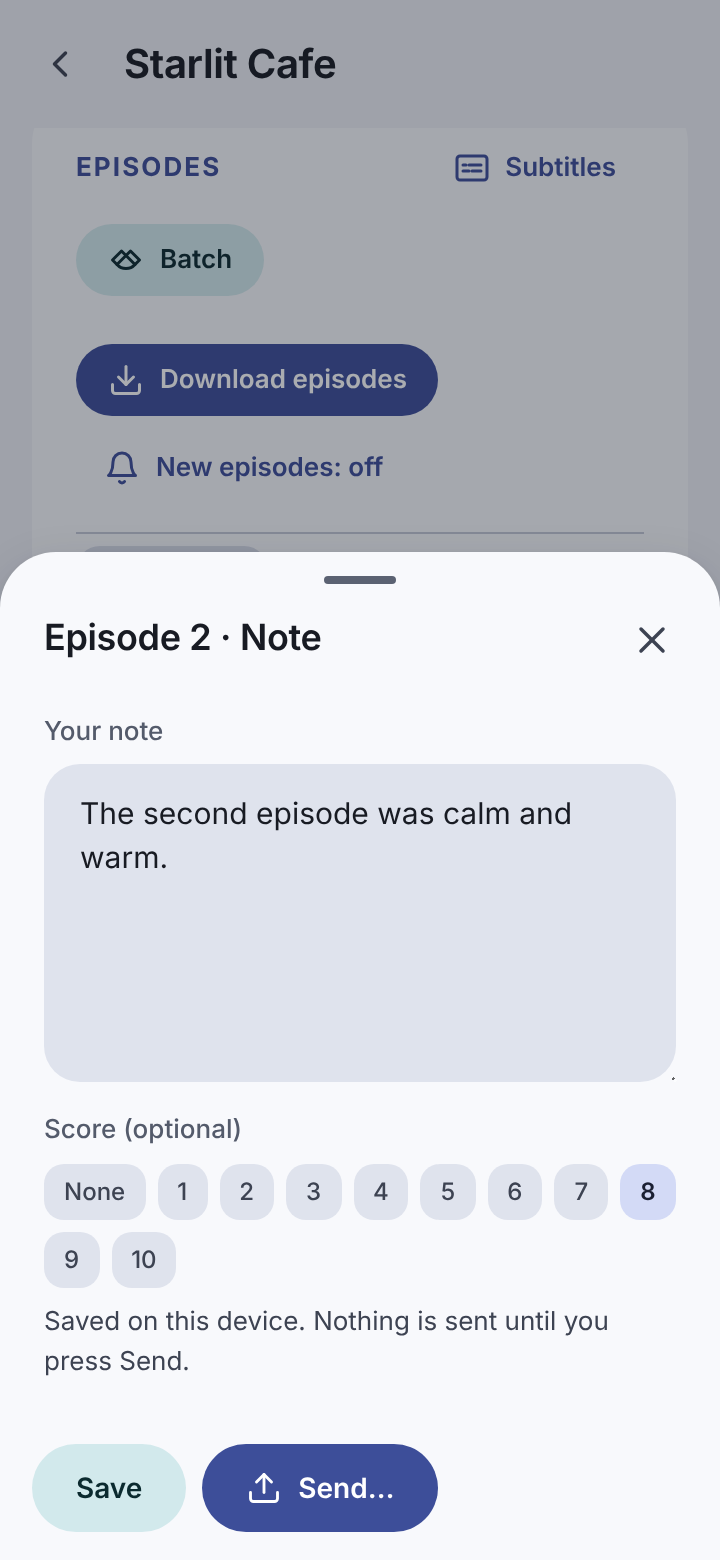 Starlit Cafe
EPISODES
Subtitles
Batch
Download episodes
New episodes: off
Episode 2 · Note
Your note
The second episode was calm and
warm.
Score (optional)
None 1 2 3 4 5 6 7 8
9 10
Saved on this device. Nothing is sent until you
press Send.
Save
Send...